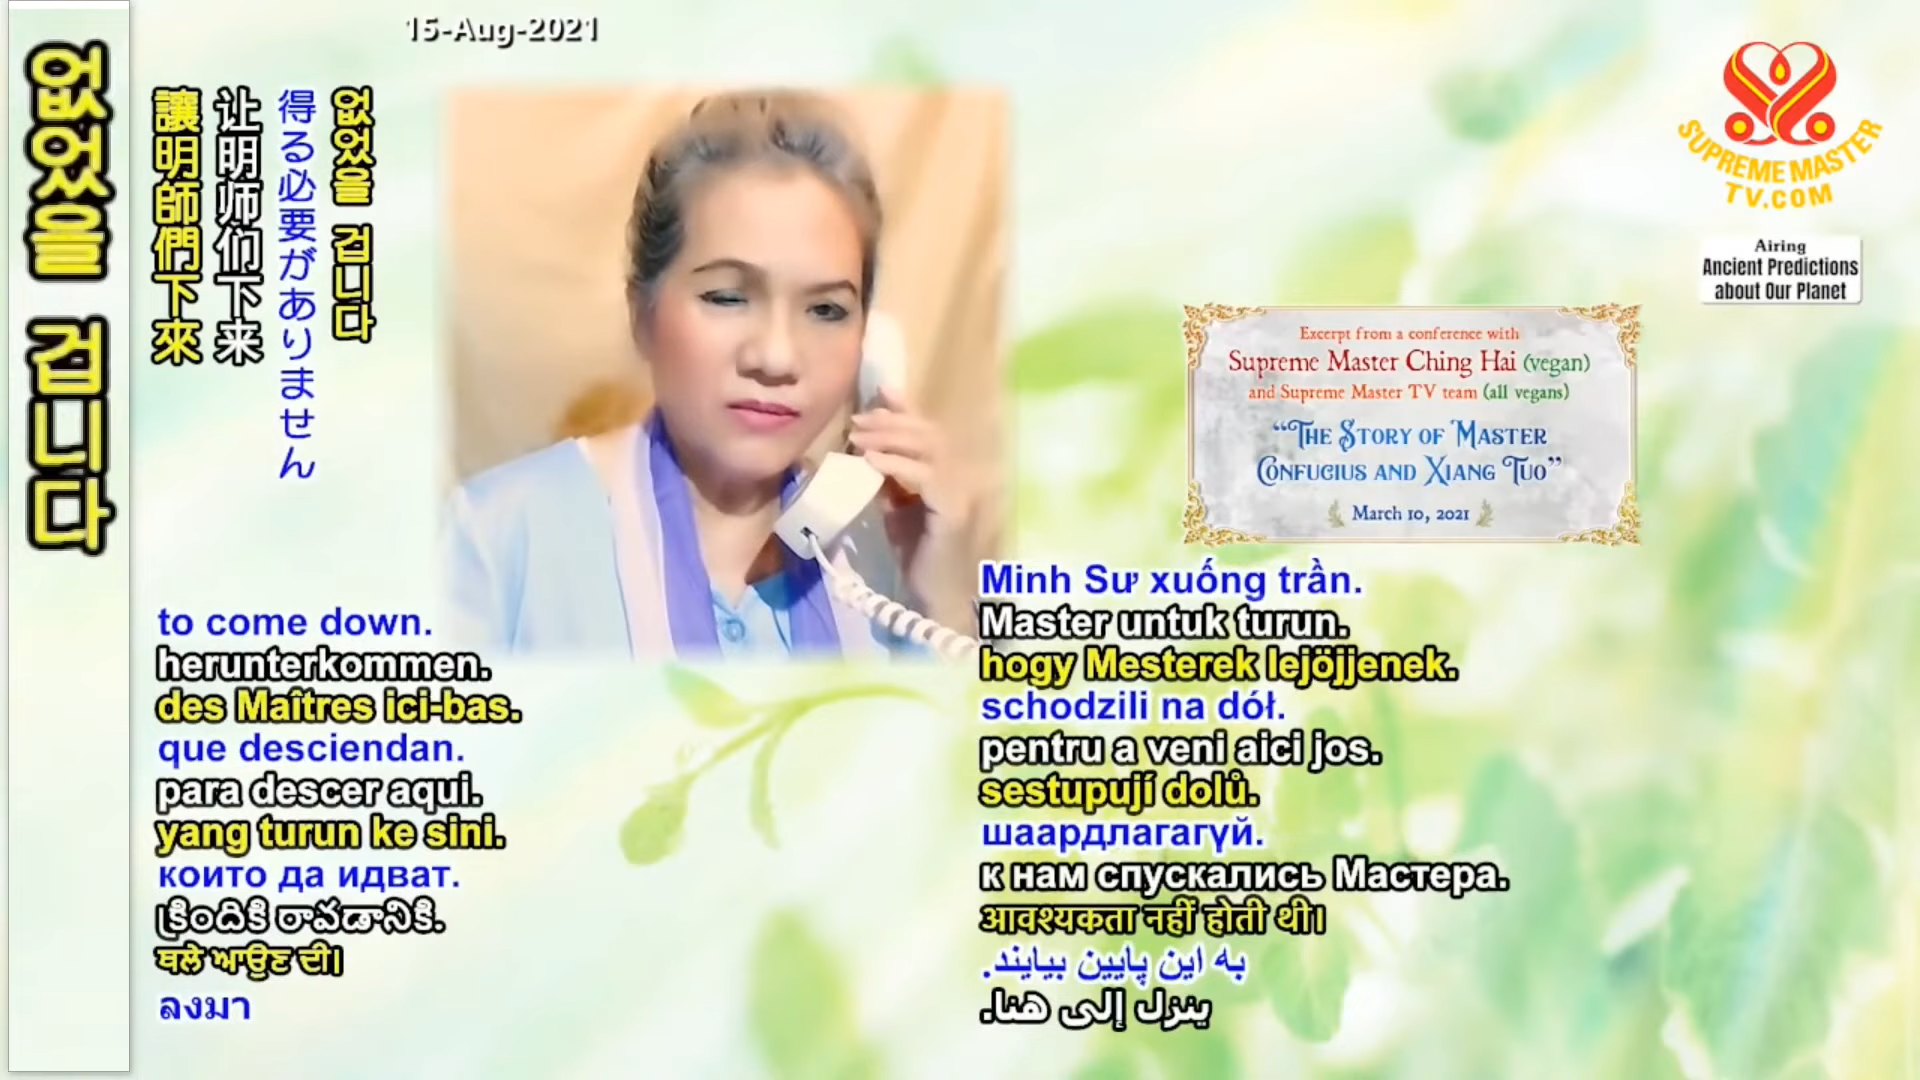 15-Aug-2021
없었을 겁니다
讓明師們下來
让明师们下来
得る必要がありません
없었을 겁니다
SUPREME MASTER
TV.COM
Airing
Ancient Predictions
about Our Planet
Excerpt from a conference with
Supreme Master Ching Hai (vegan)
and Supreme Master TV team (all vegans)
“The Story of Master
Confucius and Xiang Tuo”
March 10, 2021
to come down.
herunterkommen.
des Maîtres ici-bas.
que desciendan.
para descer aqui.
yang turun ke sini.
които да идват.
క్రిందికి రావడానికి.
ਥਲੇ ਆਉਣ ਦੀ।
ลงมา
Minh Sư xuống trần.
Master untuk turun.
hogy Mesterek lejöjjenek.
schodzili na dół.
pentru a veni aici jos.
sestupují dolů.
шаардлагагүй.
к нам спускались Мастера.
आवश्यकता नहीं होती थी।
به این پایین بیایند.
ينزل إلى هنا.